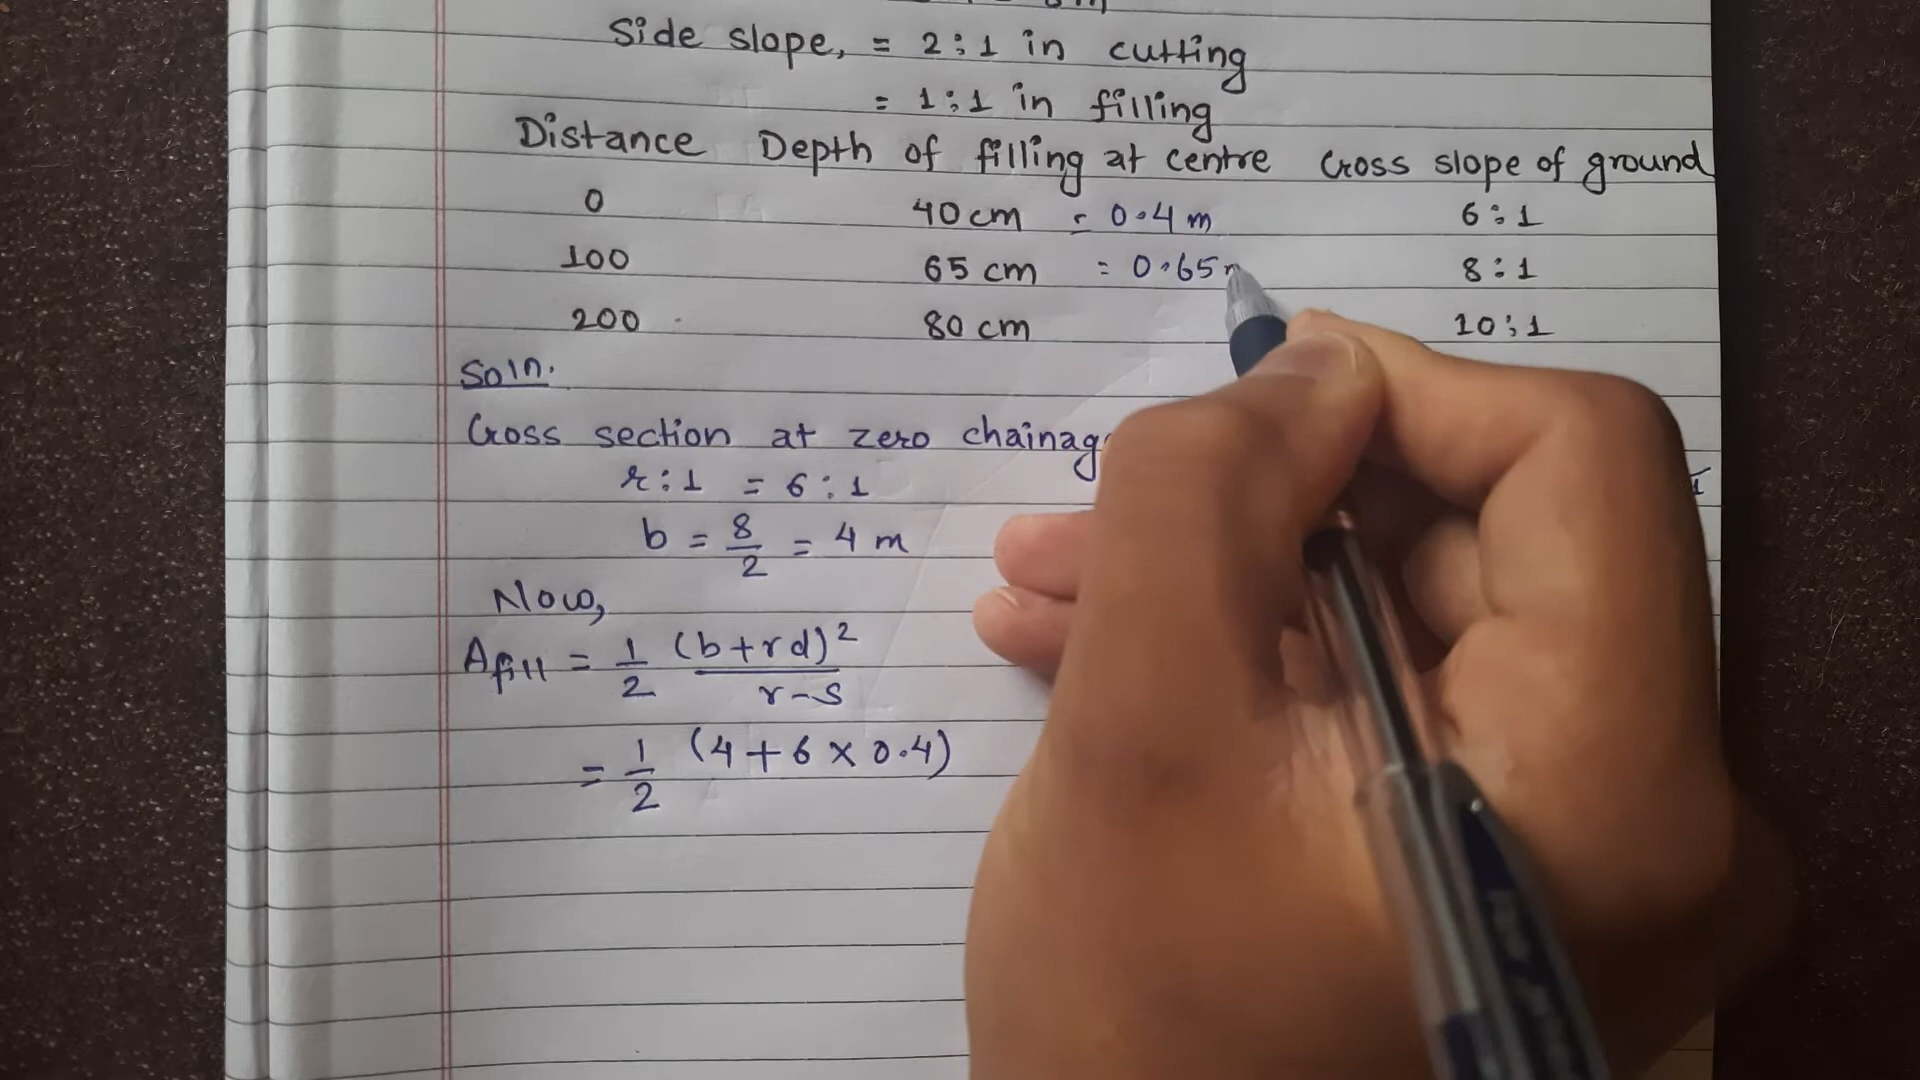 Side slope, = 2:1 in cutting
= 1:1 in filling
Distance Depth of filling at centre Cross slope of ground
0 40 cm = 0.4 m 6:1
100 65 cm = 0.65 m 8:1
200 80 cm 10:1
Soln.
Cross section at zero chainag
r:1 = 6:1
b = 8/2 = 4 m
Now,
Afill = 1/2 (b+rd)²/r-s
= 1/2 (4+6×0.4)